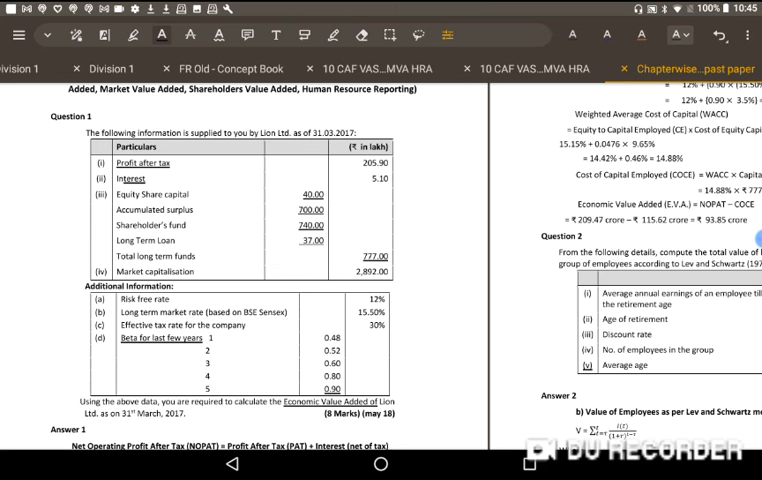 100% 10:45
ivision 1 × Division 1 × FR Old - Concept Book × 10 CAF VAS...MVA HRA × 10 CAF VAS...MVA HRA × Chapterwise...past paper
Added, Market Value Added, Shareholders Value Added, Human Resource Reporting)
Question 1
The following information is supplied to you by Lion Ltd. as of 31.03.2017:
Particulars (₹ in lakh)
(i) Profit after tax 205.90
(ii) Interest 5.10
(iii) Equity Share capital 40.00
Accumulated surplus 700.00
Shareholder's fund 740.00
Long Term Loan 37.00
Total long term funds 777.00
(iv) Market capitalisation 2,892.00
Additional Information:
(a) Risk free rate 12%
(b) Long term market rate (based on BSE Sensex) 15.50%
(c) Effective tax rate for the company 30%
(d) Beta for last few years 1 0.48
2 0.52
3 0.60
4 0.80
5 0.90
Using the above data, you are required to calculate the Economic Value Added of Lion
Ltd. as on 31st March, 2017. (8 Marks) (may 18)
Answer 1
Net Operating Profit After Tax (NOPAT) = Profit After Tax (PAT) + Interest (net of tax)
= 12% + (0.90 × (15.50
= 12% + (0.90 × 3.5%) =
Weighted Average Cost of Capital (WACC)
= Equity to Capital Employed (CE) x Cost of Equity Capi
15.15% + 0.0476 × 9.65%
= 14.42% + 0.46% = 14.88%
Cost of Capital Employed (COCE) = WACC × Capita
= 14.88% × ₹ 777
Economic Value Added (E.V.A.) = NOPAT – COCE
= ₹ 209.47 crore – ₹ 115.62 crore = ₹ 93.85 crore
Question 2
From the following details, compute the total value of
group of employees according to Lev and Schwartz (197
(i) Average annual earnings of an employee till
the retirement age
(ii) Age of retirement
(iii) Discount rate
(iv) No. of employees in the group
(v) Average age
Answer 2
b) Value of Employees as per Lev and Schwartz me
DU RECORDER